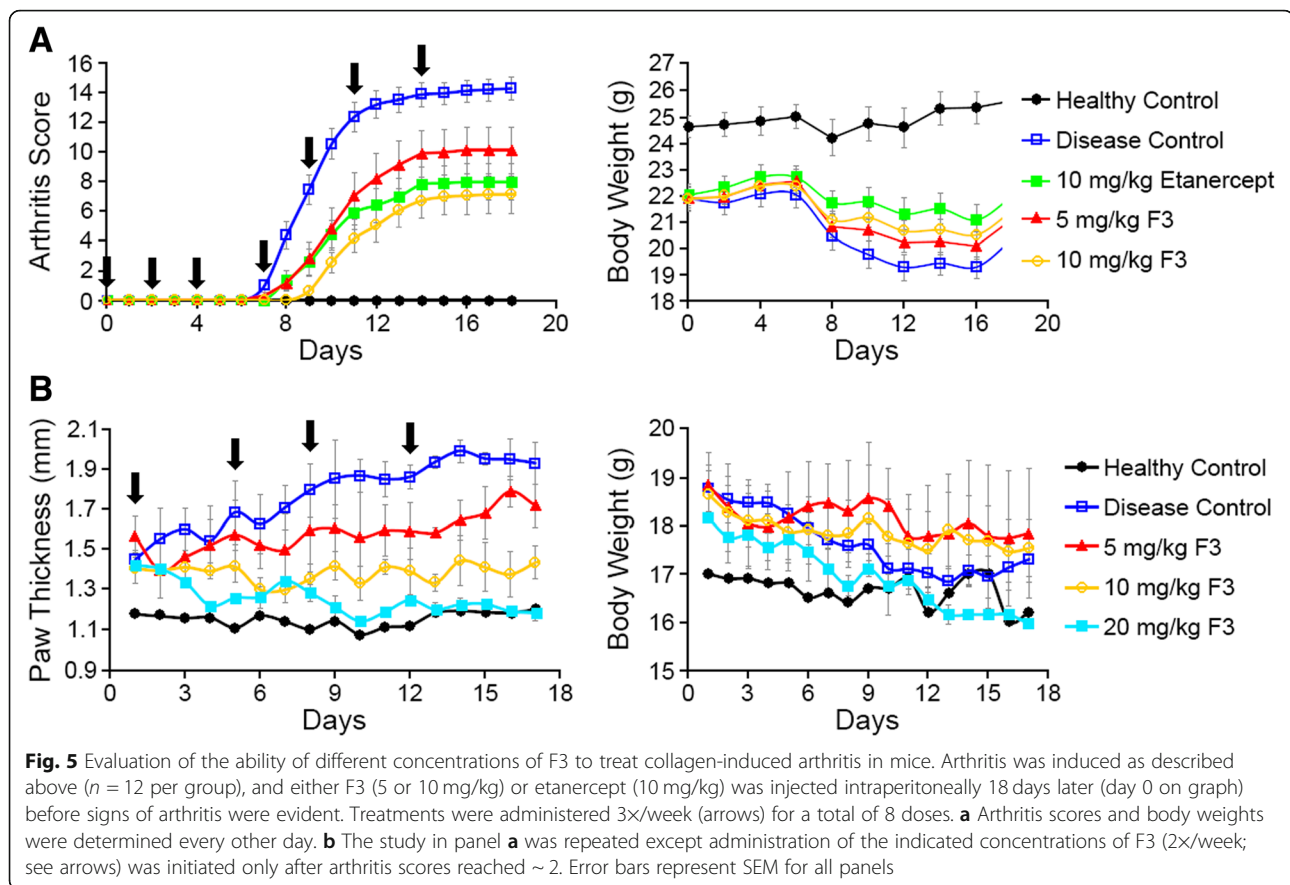 A
16
14
12
10
8
6
4
2
0
Arthritis Score
0 4 8 12 16 20
Days
27
26
25
24
23
22
21
20
19
18
Body Weight (g)
0 4 8 12 16 20
Days
Healthy Control
Disease Control
10 mg/kg Etanercept
5 mg/kg F3
10 mg/kg F3
B
2.1
1.9
1.7
1.5
1.3
1.1
0.9
Paw Thickness (mm)
0 3 6 9 12 15 18
Days
20
19
18
17
16
15
Body Weight (g)
0 3 6 9 12 15 18
Days
Healthy Control
Disease Control
5 mg/kg F3
10 mg/kg F3
20 mg/kg F3
Fig. 5 Evaluation of the ability of different concentrations of F3 to treat collagen-induced arthritis in mice. Arthritis was induced as described
above (n = 12 per group), and either F3 (5 or 10 mg/kg) or etanercept (10 mg/kg) was injected intraperitoneally 18 days later (day 0 on graph)
before signs of arthritis were evident. Treatments were administered 3×/week (arrows) for a total of 8 doses. a Arthritis scores and body weights
were determined every other day. b The study in panel a was repeated except administration of the indicated concentrations of F3 (2×/week;
see arrows) was initiated only after arthritis scores reached ~ 2. Error bars represent SEM for all panels